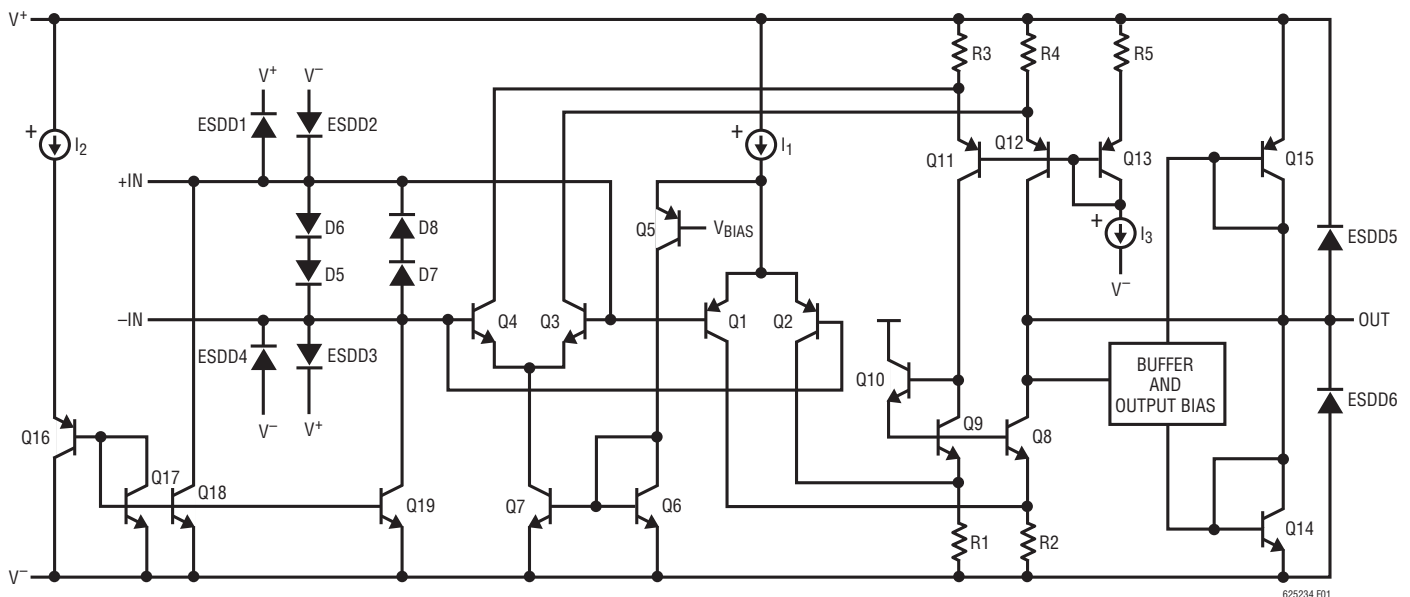 V+
R3
R4
R5
V+
V−
ESDD1
ESDD2
+
I2
+
I1
Q11
Q12
Q13
Q15
+IN
D6
D8
Q5
VBIAS
+
I3
ESDD5
D5
D7
V−
−IN
Q4
Q3
Q1
Q2
OUT
ESDD4
ESDD3
Q10
BUFFER
AND
OUTPUT BIAS
ESDD6
V−
V+
Q16
Q9
Q8
Q17
Q18
Q19
Q7
Q6
Q14
R1
R2
V−
625234 F01